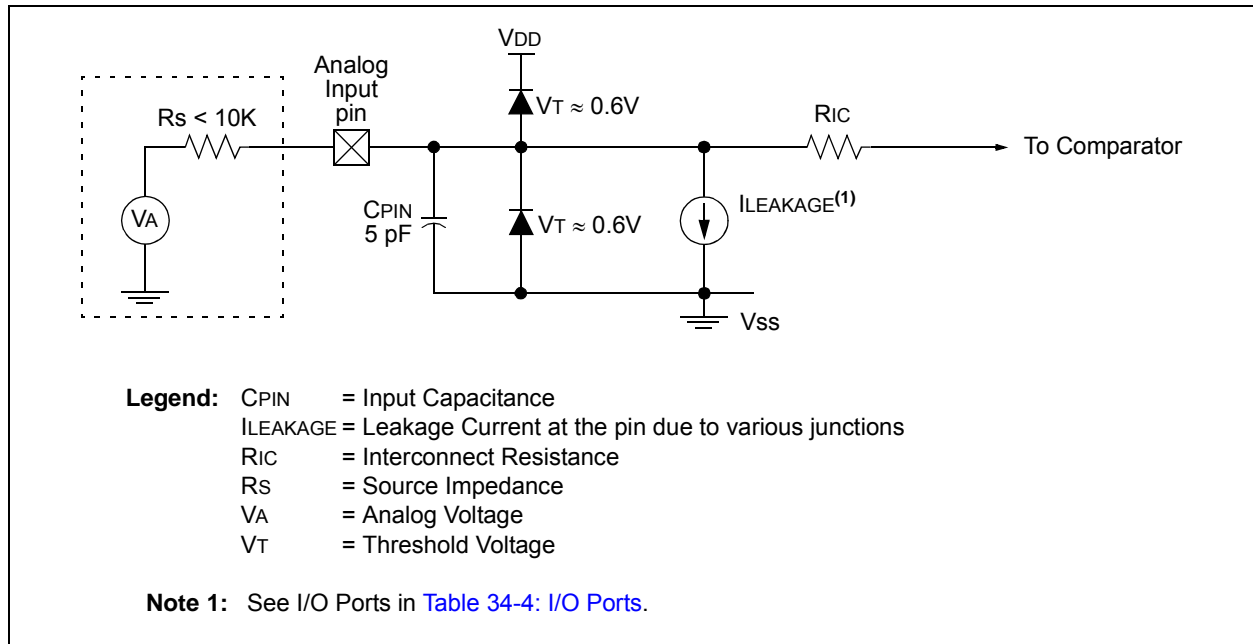 VDD
Analog
Input
pin
Rs < 10K
VT ≈ 0.6V
RIC
To Comparator
VA
CPIN
5 pF
VT ≈ 0.6V
ILEAKAGE(1)
Vss
Legend: CPIN = Input Capacitance
ILEAKAGE = Leakage Current at the pin due to various junctions
RIC = Interconnect Resistance
RS = Source Impedance
VA = Analog Voltage
VT = Threshold Voltage
Note 1: See I/O Ports in Table 34-4: I/O Ports.